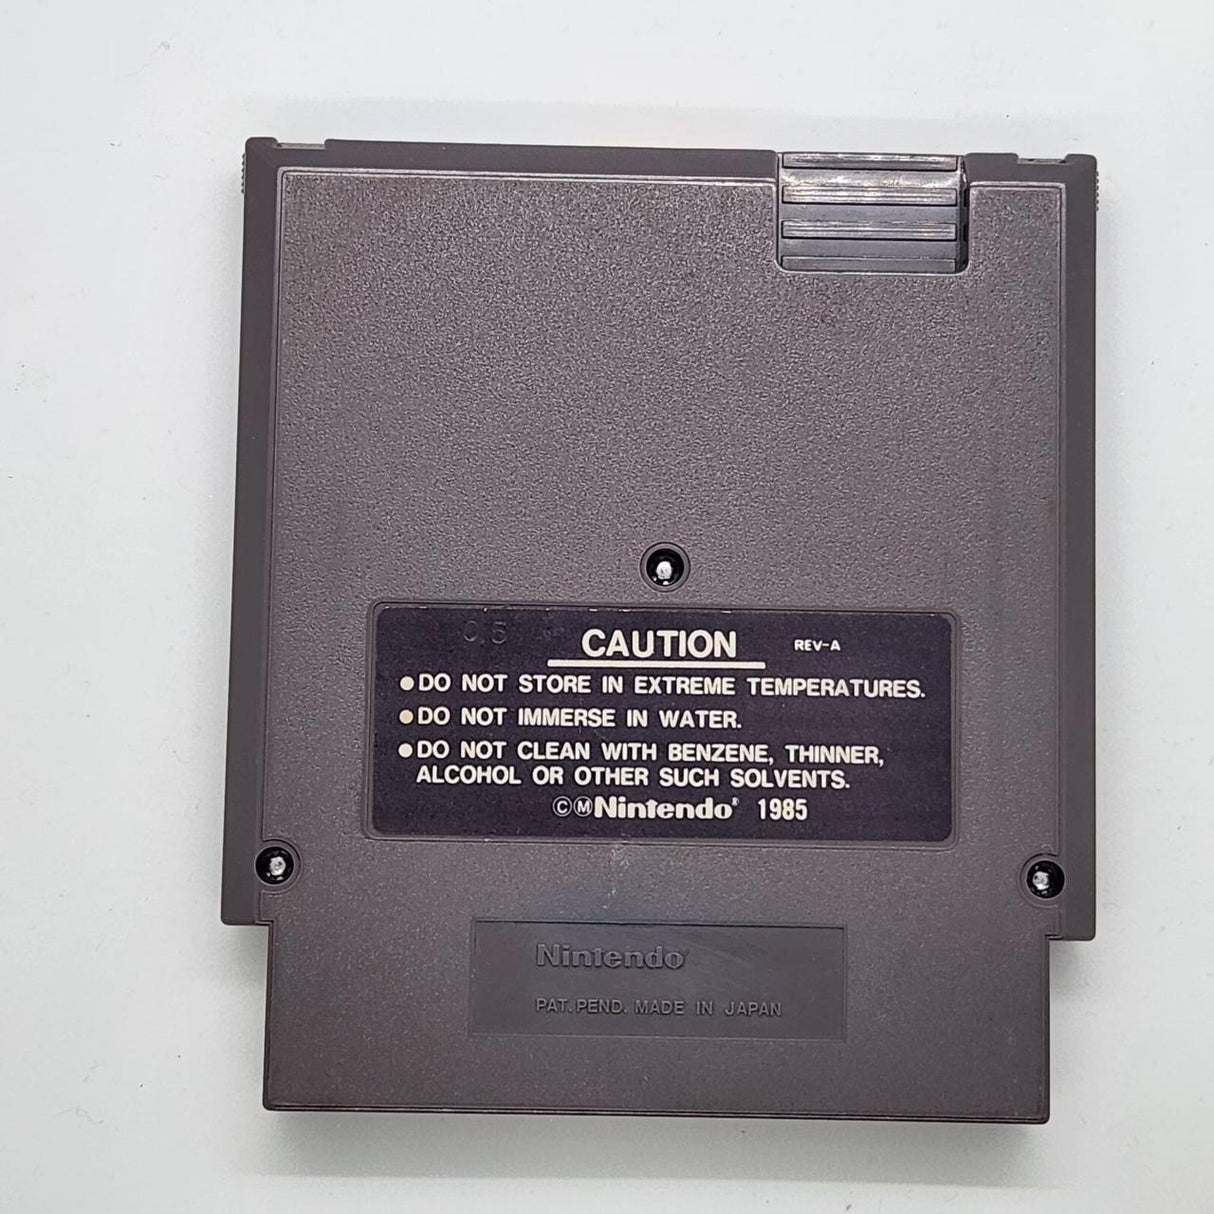 CAUTION REV-A
●DO NOT STORE IN EXTREME TEMPERATURES.
●DO NOT IMMERSE IN WATER.
●DO NOT CLEAN WITH BENZENE, THINNER,
ALCOHOL OR OTHER SUCH SOLVENTS.
ⒸⓂNintendo® 1985
Nintendo®
PAT. PEND. MADE IN JAPAN